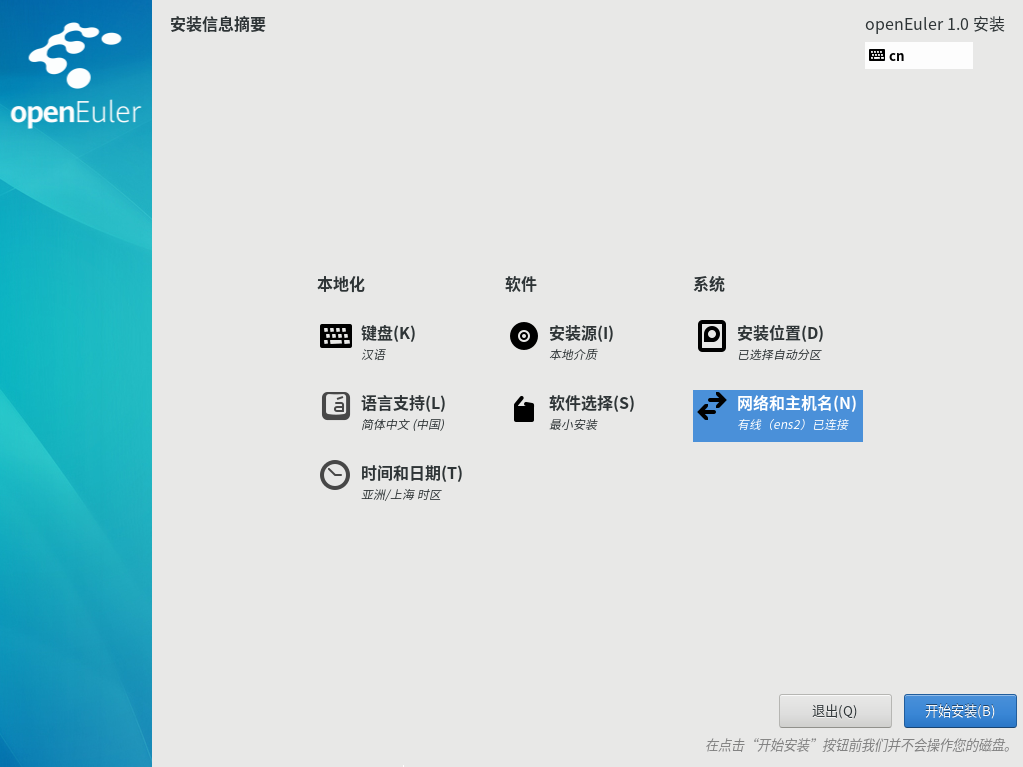 openEuler
安装信息摘要
openEuler 1.0 安装
cn
本地化
键盘(K)
汉语
语言支持(L)
简体中文 (中国)
时间和日期(T)
亚洲/上海 时区
软件
安装源(I)
本地介质
软件选择(S)
最小安装
系统
安装位置(D)
已选择自动分区
网络和主机名(N)
有线（ens2）已连接
退出(Q)
开始安装(B)
在点击“开始安装”按钮前我们并不会操作您的磁盘。